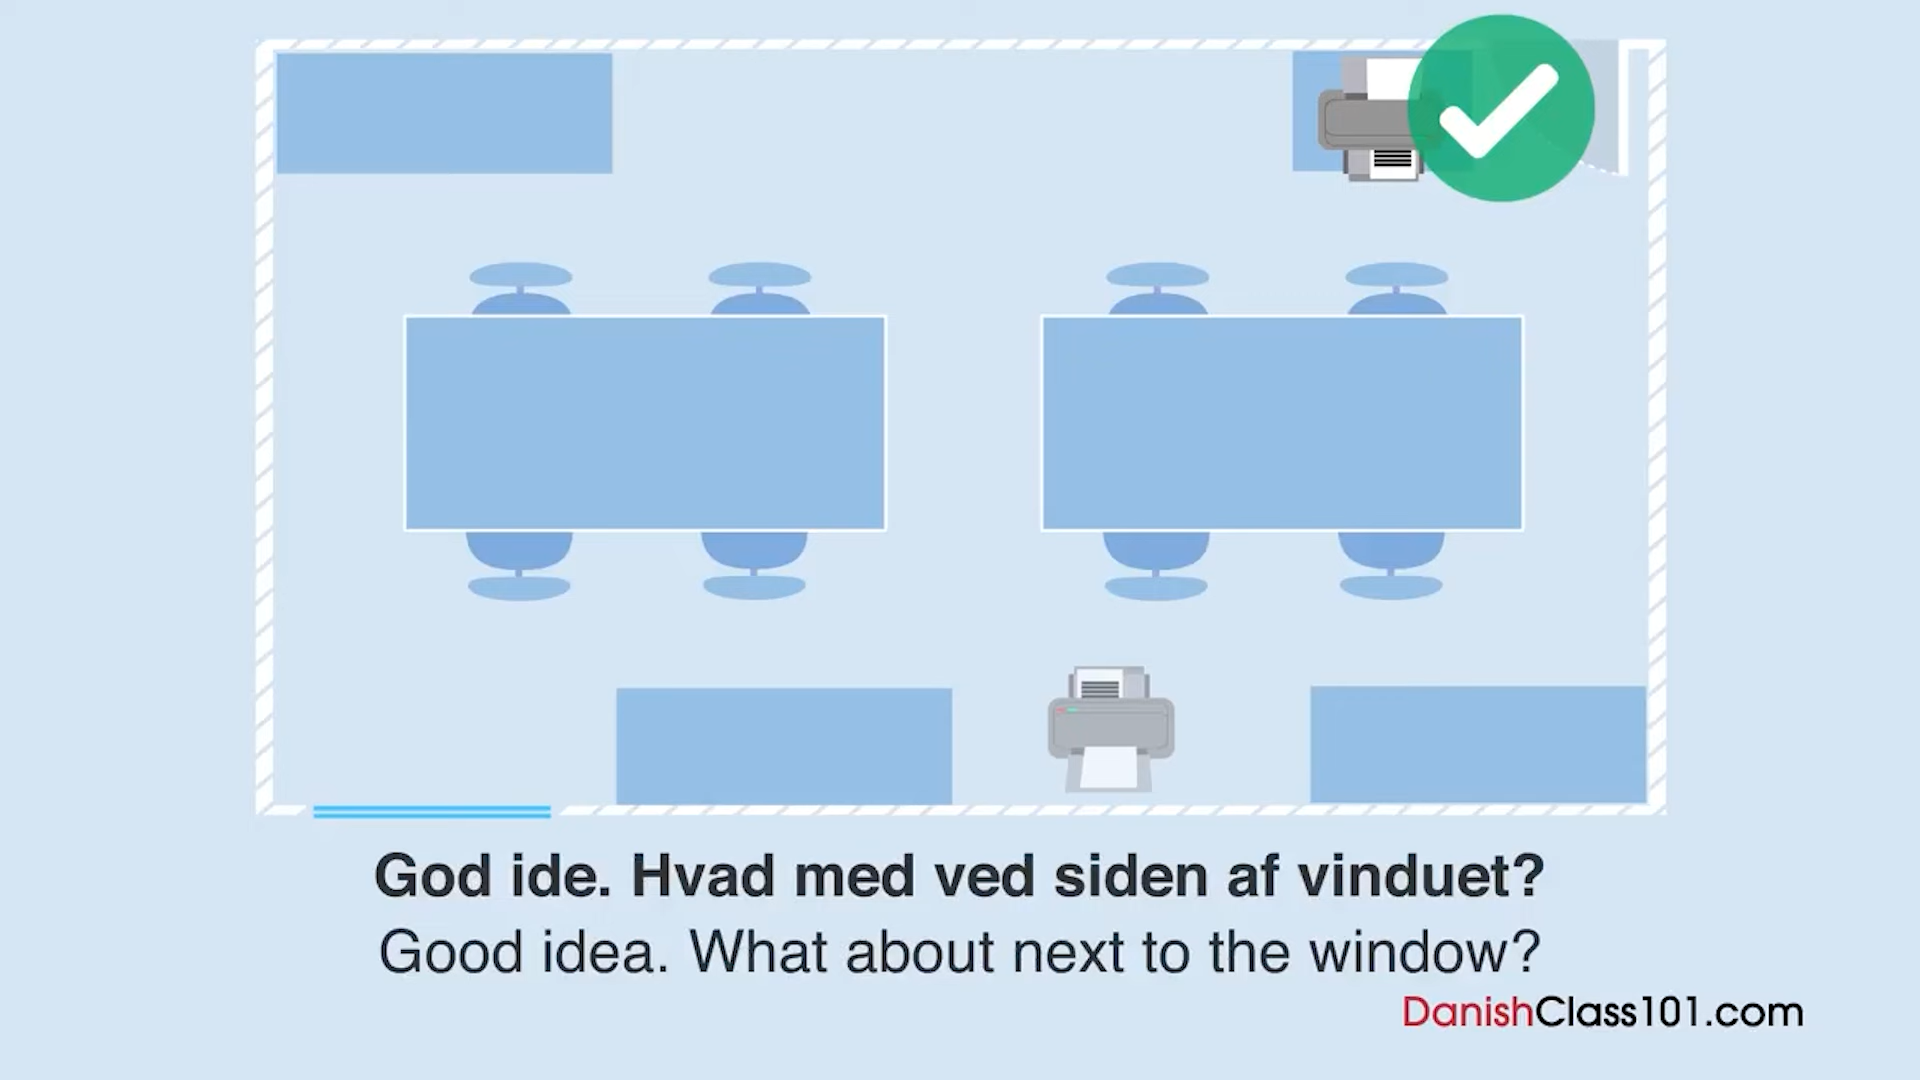 God ide. Hvad med ved siden af vinduet?
Good idea. What about next to the window?
DanishClass101.com